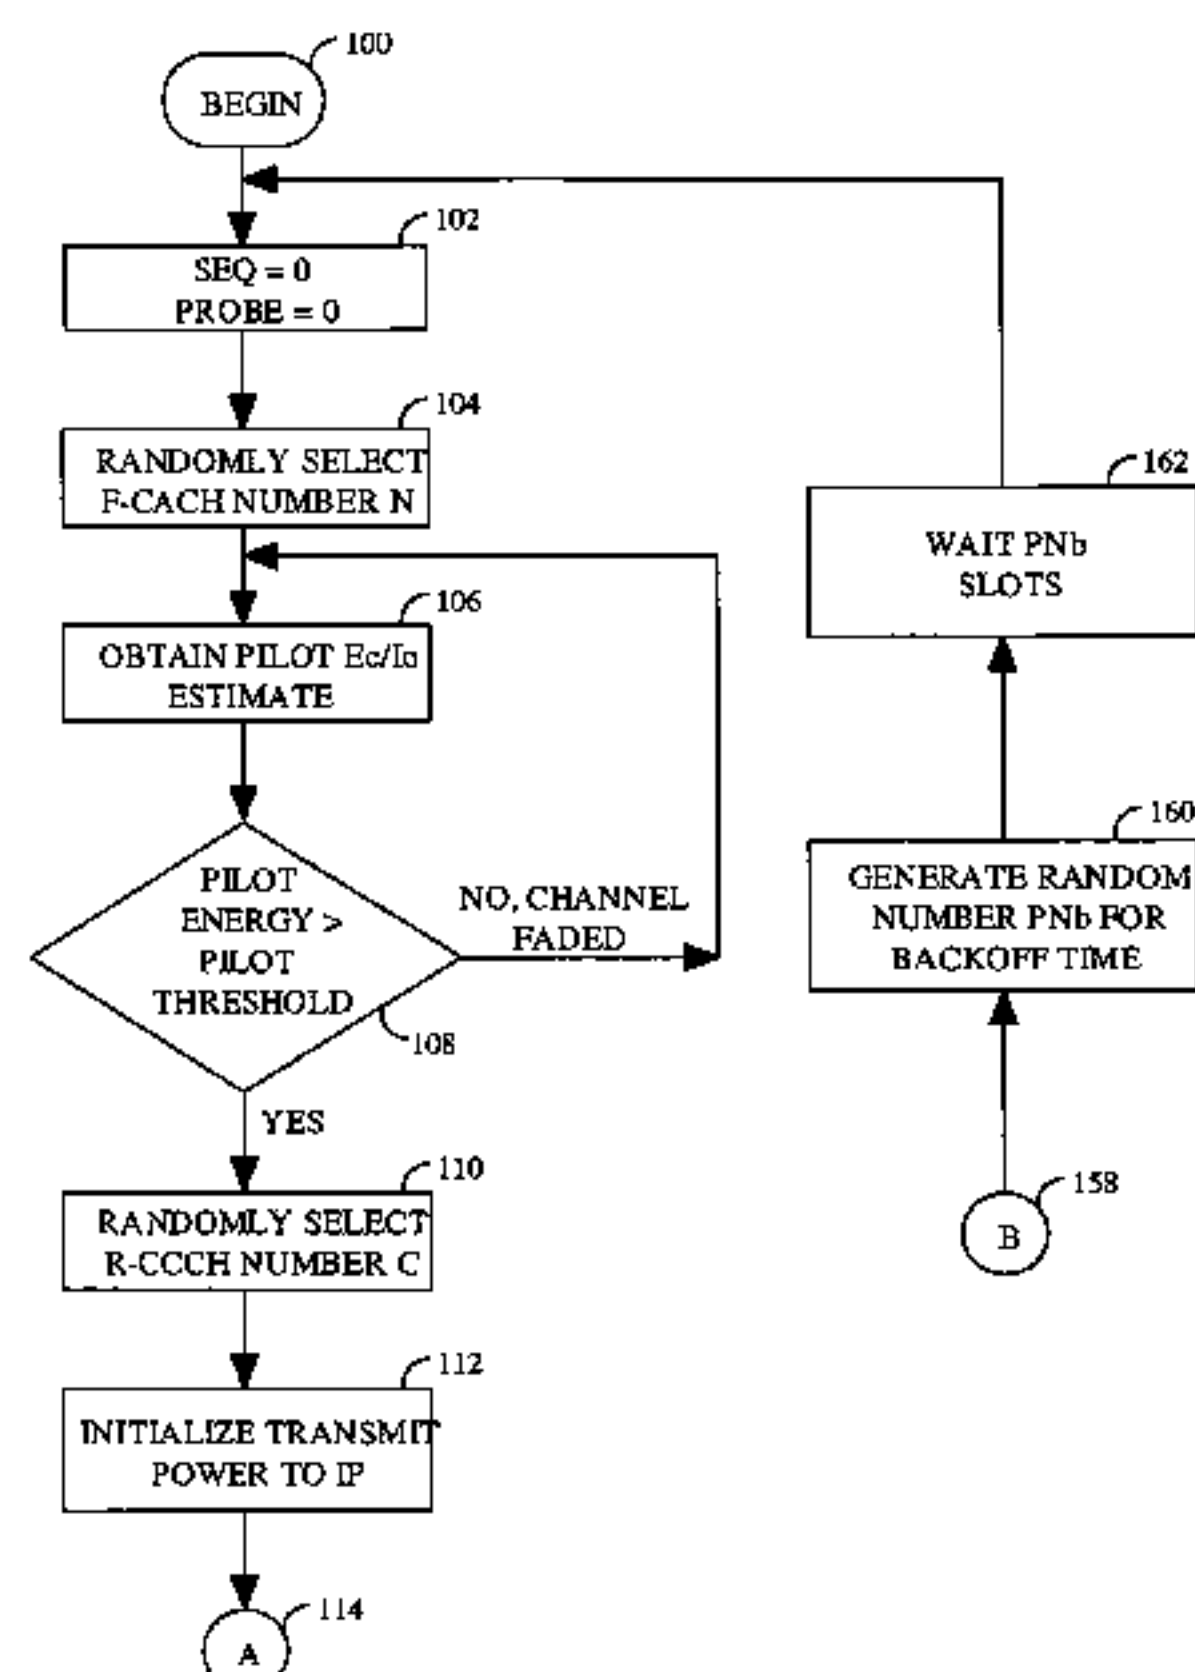 100
BEGIN
102
SEQ = 0
PROBE = 0
104
RANDOMLY SELECT
F-CACH NUMBER N
106
OBTAIN PILOT Ec/Io
ESTIMATE
PILOT
ENERGY >
PILOT
THRESHOLD
108
NO, CHANNEL
FADED
YES
110
RANDOMLY SELECT
R-CCCH NUMBER C
112
INITIALIZE TRANSMIT
POWER TO IP
114
A
162
WAIT PNb
SLOTS
160
GENERATE RANDOM
NUMBER PNb FOR
BACKOFF TIME
158
B